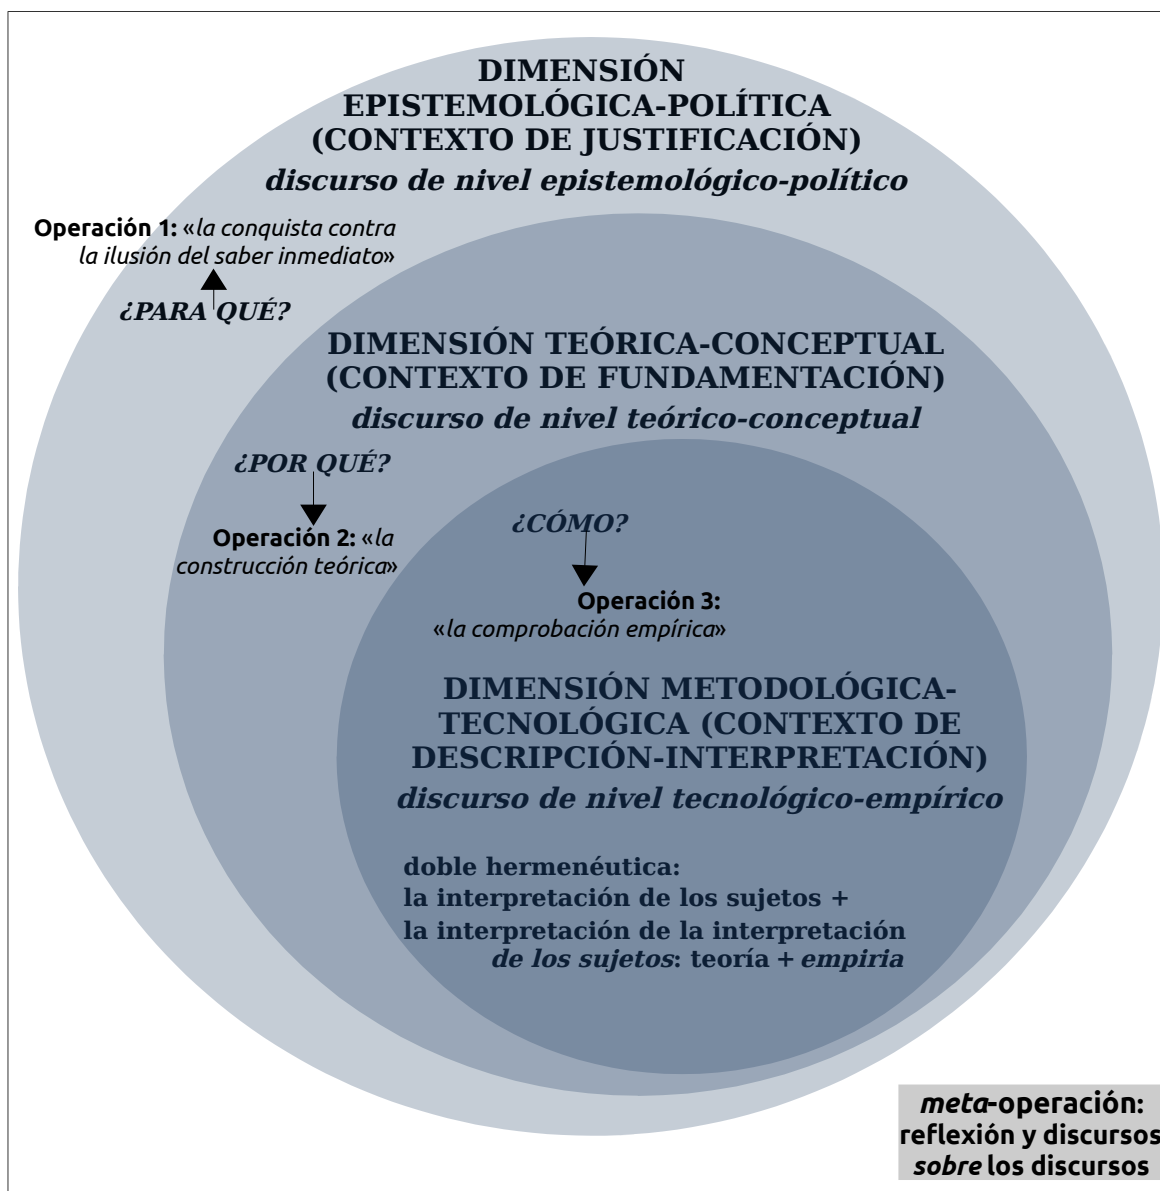 DIMENSIÓN
EPISTEMOLÓGICA-POLÍTICA
(CONTEXTO DE JUSTIFICACIÓN)
discurso de nivel epistemológico-político
Operación 1: «la conquista contra
la ilusión del saber inmediato»
¿PARA QUÉ?
DIMENSIÓN TEÓRICA-CONCEPTUAL
(CONTEXTO DE FUNDAMENTACIÓN)
discurso de nivel teórico-conceptual
¿POR QUÉ?
Operación 2: «la
construcción teórica»
¿CÓMO?
Operación 3:
«la comprobación empírica»
DIMENSIÓN METODOLÓGICA-
TECNOLÓGICA (CONTEXTO DE
DESCRIPCIÓN-INTERPRETACIÓN)
discurso de nivel tecnológico-empírico
doble hermenéutica:
la interpretación de los sujetos +
la interpretación de la interpretación
de los sujetos: teoría + empiria
meta-operación:
reflexión y discursos
sobre los discursos